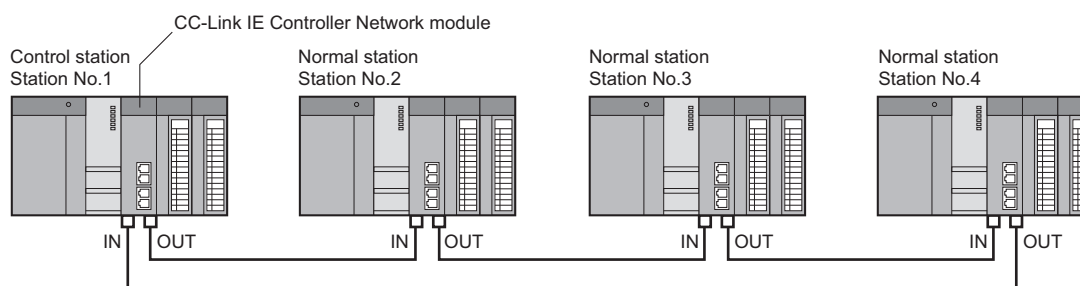 CC-Link IE Controller Network module
Control station
Station No.1
Normal station
Station No.2
Normal station
Station No.3
Normal station
Station No.4
IN OUT
IN OUT
IN OUT
IN OUT